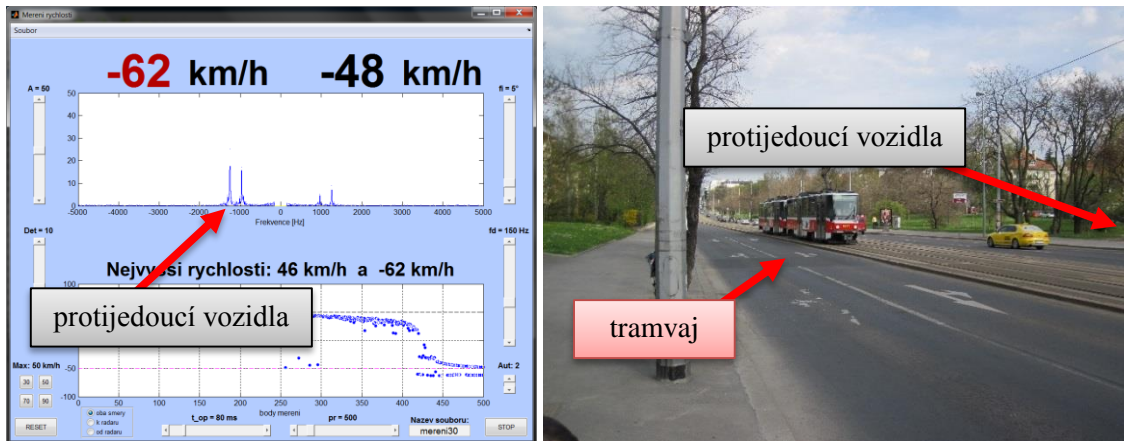 Mereni rychlosti
Soubor
-62 km/h -48 km/h
A = 50
fi = 5°
50
40
30
20
10
0
-5000 -4000 -3000 -2000 -1000 0 1000 2000 3000 4000 5000
Frekvence [Hz]
Det = 10
fd = 150 Hz
Nejvyssi rychlosti: 46 km/h a -62 km/h
100
protijedoucí vozidla
-50
-100
0 50 100 150 200 250 300 350 400 450 500
body mereni
Max: 50 km/h
30 50
70 90
Aut: 2
oba smery
k radaru
od radaru
t_op = 80 ms
pr = 500
Nazev souboru:
mereni30
RESET
STOP
protijedoucí vozidla
tramvaj